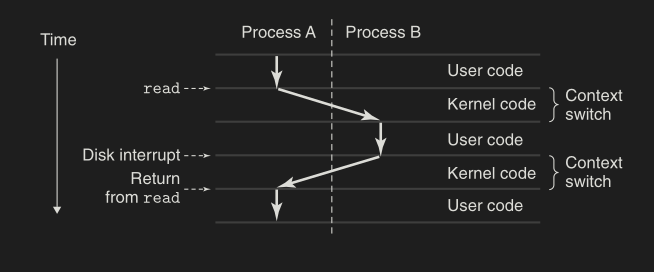 Process A
Process B
Time
User code
read
Kernel code
Context
switch
User code
Disk interrupt
Kernel code
Context
switch
Return
from read
User code